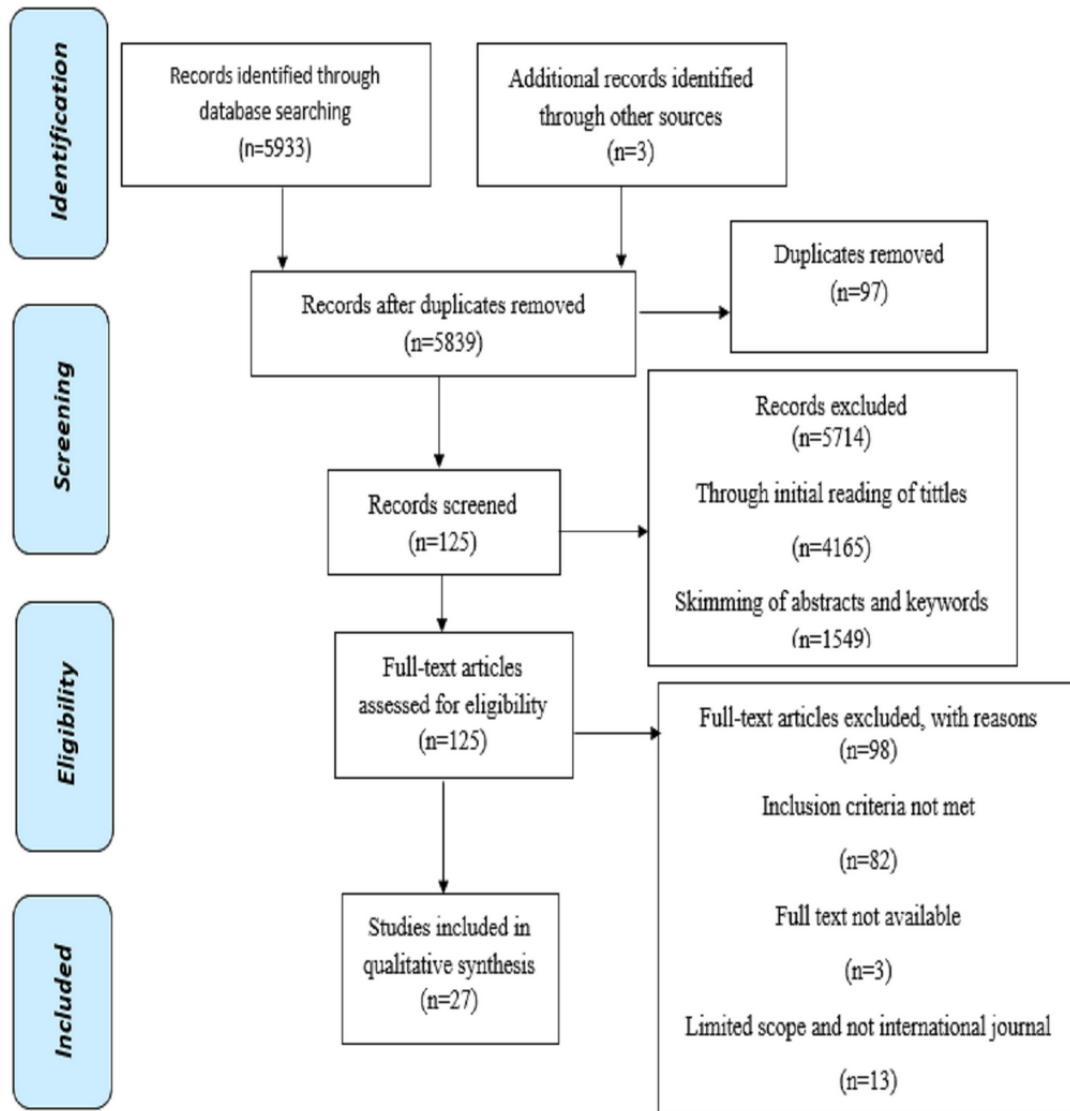 Identification
Records identified through
database searching
(n=5933)
Additional records identified
through other sources
(n=3)
Duplicates removed
(n=97)
Records after duplicates removed
(n=5839)
Screening
Records excluded
(n=5714)
Through initial reading of tittles
(n=4165)
Skimming of abstracts and keywords
(n=1549)
Records screened
(n=125)
Eligibility
Full-text articles
assessed for eligibility
(n=125)
Full-text articles excluded, with reasons
(n=98)
Inclusion criteria not met
(n=82)
Full text not available
(n=3)
Limited scope and not international journal
(n=13)
Included
Studies included in
qualitative synthesis
(n=27)